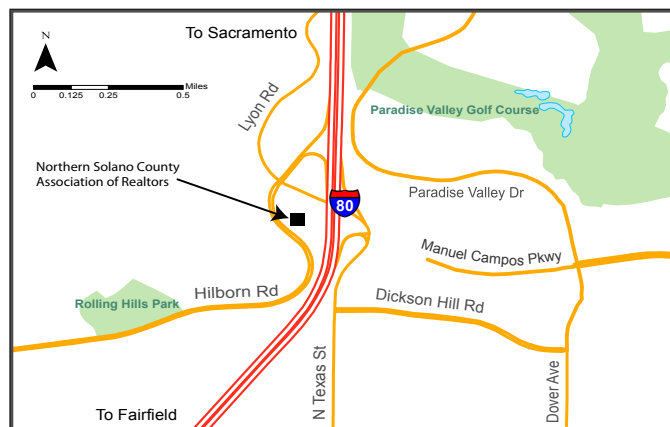 To Sacramento
N
Miles
0 0.125 0.25 0.5
Lyon Rd
Paradise Valley Golf Course
Northern Solano County
Association of Realtors
80
Paradise Valley Dr
Manuel Campos Pkwy
Hilborn Rd
Rolling Hills Park
Dickson Hill Rd
N Texas St
Dover Ave
To Fairfield